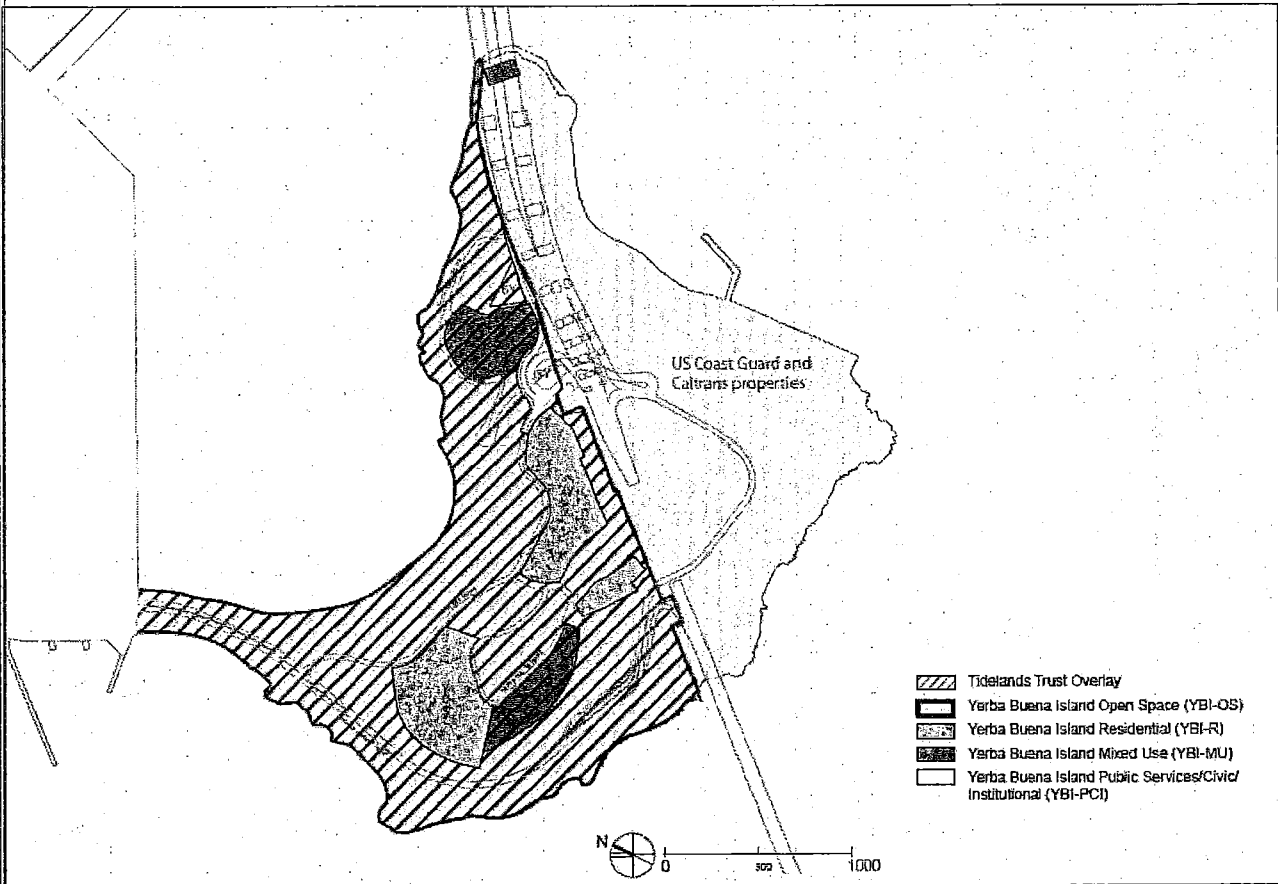 US Coast Guard and
Caltrans properties
Tidelands Trust Overlay
Yerba Buena Island Open Space (YBI-OS)
Yerba Buena Island Residential (YBI-R)
Yerba Buena Island Mixed Use (YBI-MU)
Yerba Buena Island Public Services/Civic/
Institutional (YBI-PCI)
N
0 500 1000